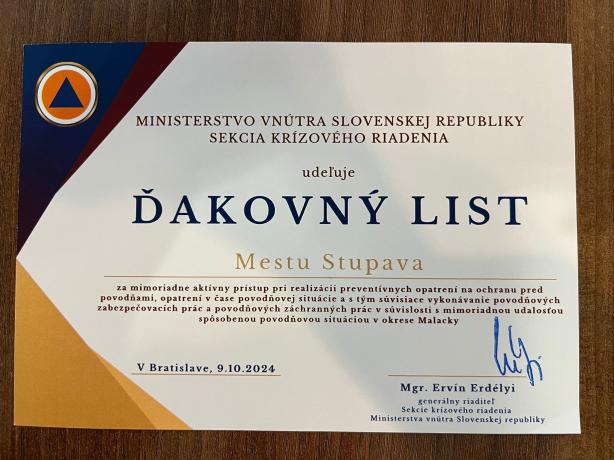 MINISTERSTVO VNÚTRA SLOVENSKEJ REPUBLIKY
SEKCIA KRÍZOVÉHO RIADENIA
udeľuje
ĎAKOVNÝ LIST
Mestu Stupava
za mimoriadne aktívny prístup pri realizácii preventívnych opatrení na ochranu pred
povodňami, opatrení v čase povodňovej situácie a s tým súvisiace vykonávanie povodňových
zabezpečovacích prác a povodňových záchranných prác v súvislosti s mimoriadnou udalosťou
spôsobenou povodňovou situáciou v okrese Malacky
V Bratislave, 9.10.2024
Mgr. Ervín Erdélyi
generálny riaditeľ
Sekcie krízového riadenia
Ministerstva vnútra Slovenskej republiky